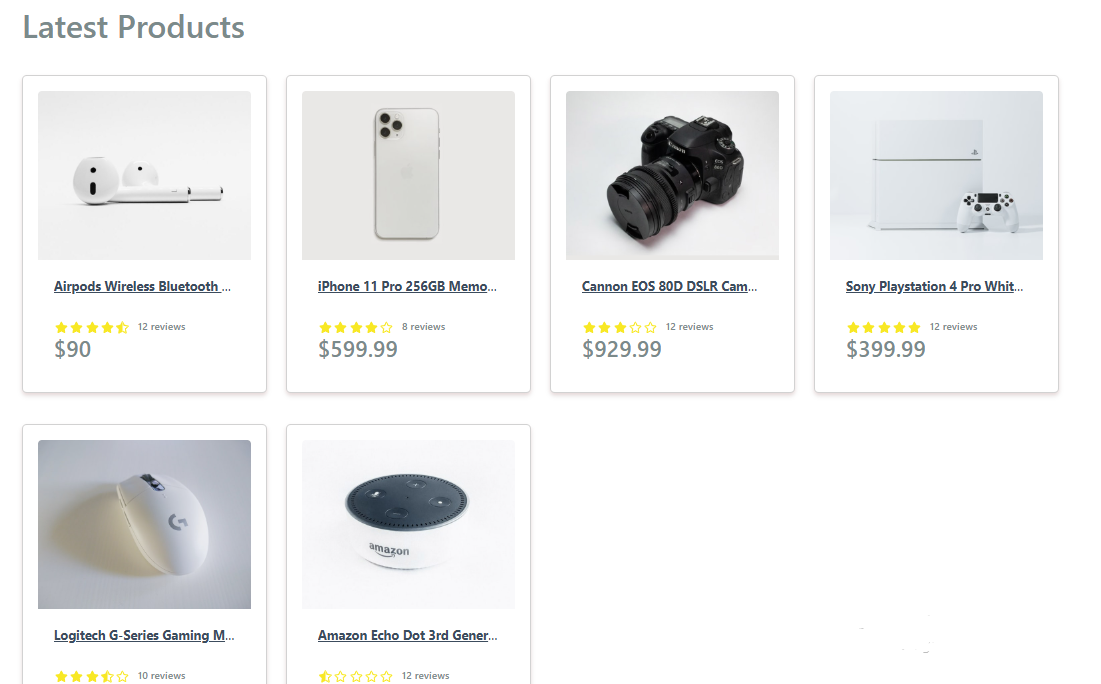 Latest Products
Airpods Wireless Bluetooth ...
12 reviews
$90
iPhone 11 Pro 256GB Memo...
8 reviews
$599.99
Cannon EOS 80D DSLR Cam...
12 reviews
$929.99
Sony Playstation 4 Pro Whit...
12 reviews
$399.99
Logitech G-Series Gaming M...
10 reviews
amazon
Amazon Echo Dot 3rd Gener...
12 reviews